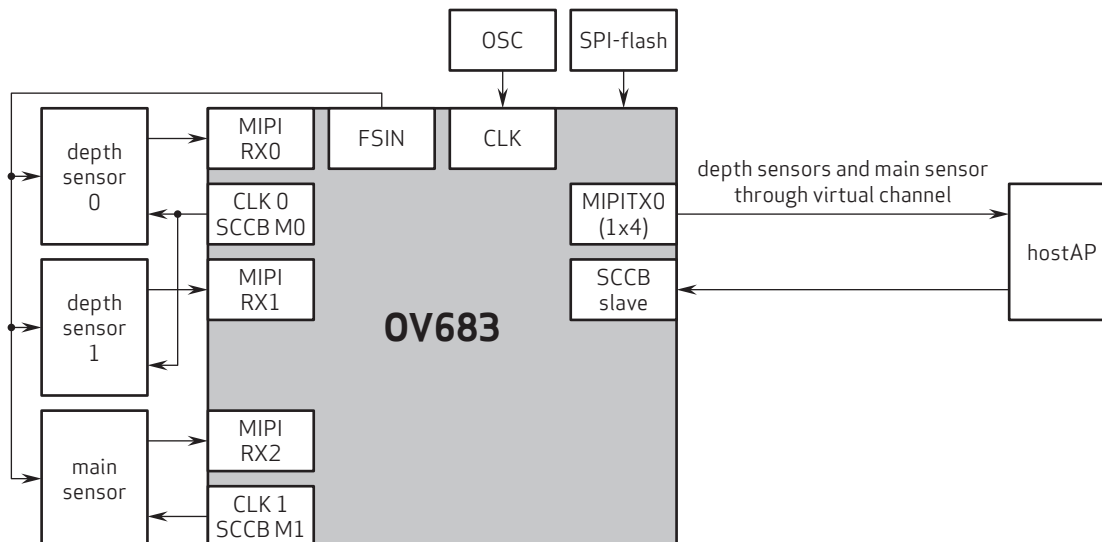 OSC
SPI-flash
depth
sensor
0
MIPI
RX0
FSIN
CLK
CLK 0
SCCB M0
MIPITX0
(1x4)
depth sensors and main sensor
through virtual channel
hostAP
depth
sensor
1
MIPI
RX1
SCCB
slave
OV683
main
sensor
MIPI
RX2
CLK 1
SCCB M1